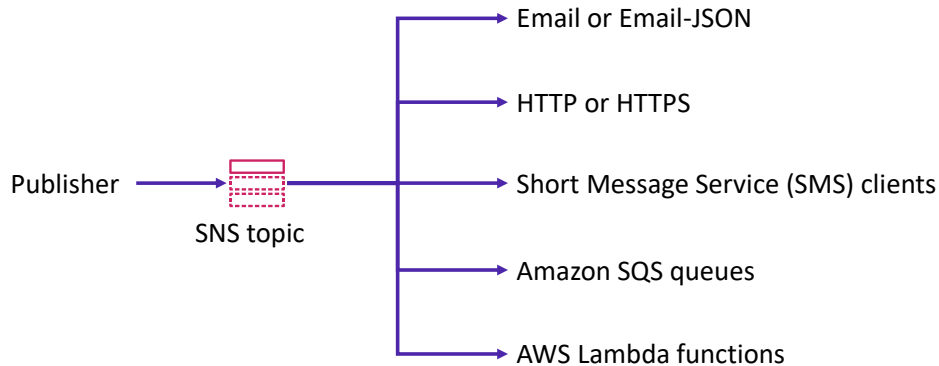 Email or Email-JSON
HTTP or HTTPS
Publisher
Short Message Service (SMS) clients
SNS topic
Amazon SQS queues
AWS Lambda functions